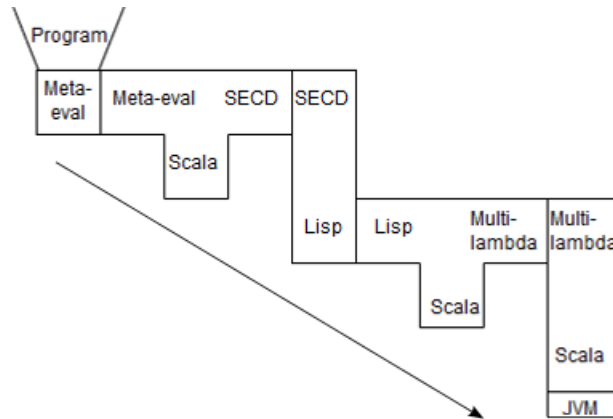 Program
Meta-
eval
Meta-eval
SECD
SECD
Scala
Lisp
Lisp
Multi-
lambda
Multi-
lambda
Scala
Scala
JVM